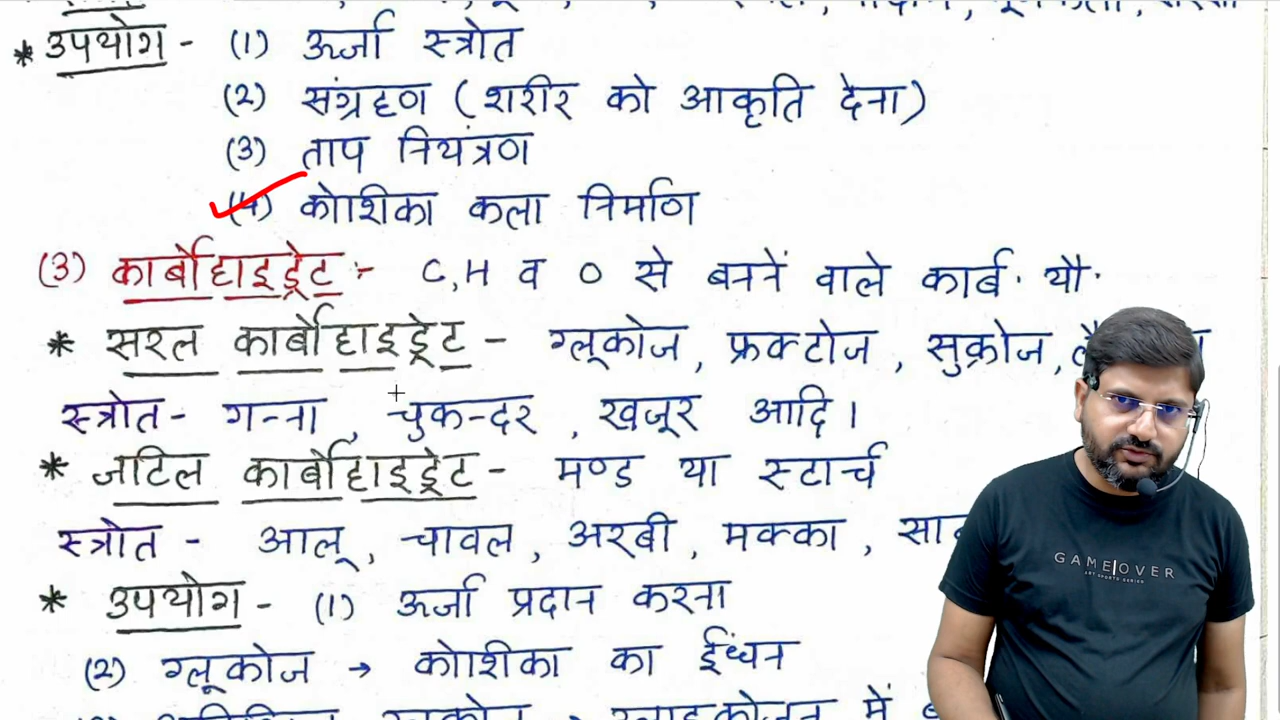 * उपयोग - (1) ऊर्जा स्त्रोत
(2) संग्रहण (शरीर को आकृति देना)
(3) ताप नियंत्रण
(4) कोशिका कला निर्माण
(3) कार्बोहाइड्रेट :- C,H व O से बननें वाले कार्ब. यौ.
* सरल कार्बोहाइड्रेट - ग्लूकोज, फ्रक्टोज, सुक्रोज,
स्त्रोत - गन्ना, चुकन्दर, खजूर आदि।
* जटिल कार्बोहाइड्रेट - मण्ड या स्टार्च
स्त्रोत - आलू, चावल, अरबी, मक्का,
* उपयोग - (1) ऊर्जा प्रदान करना
(2) ग्लूकोज → कोशिका का ईंधन
GAME|OVER